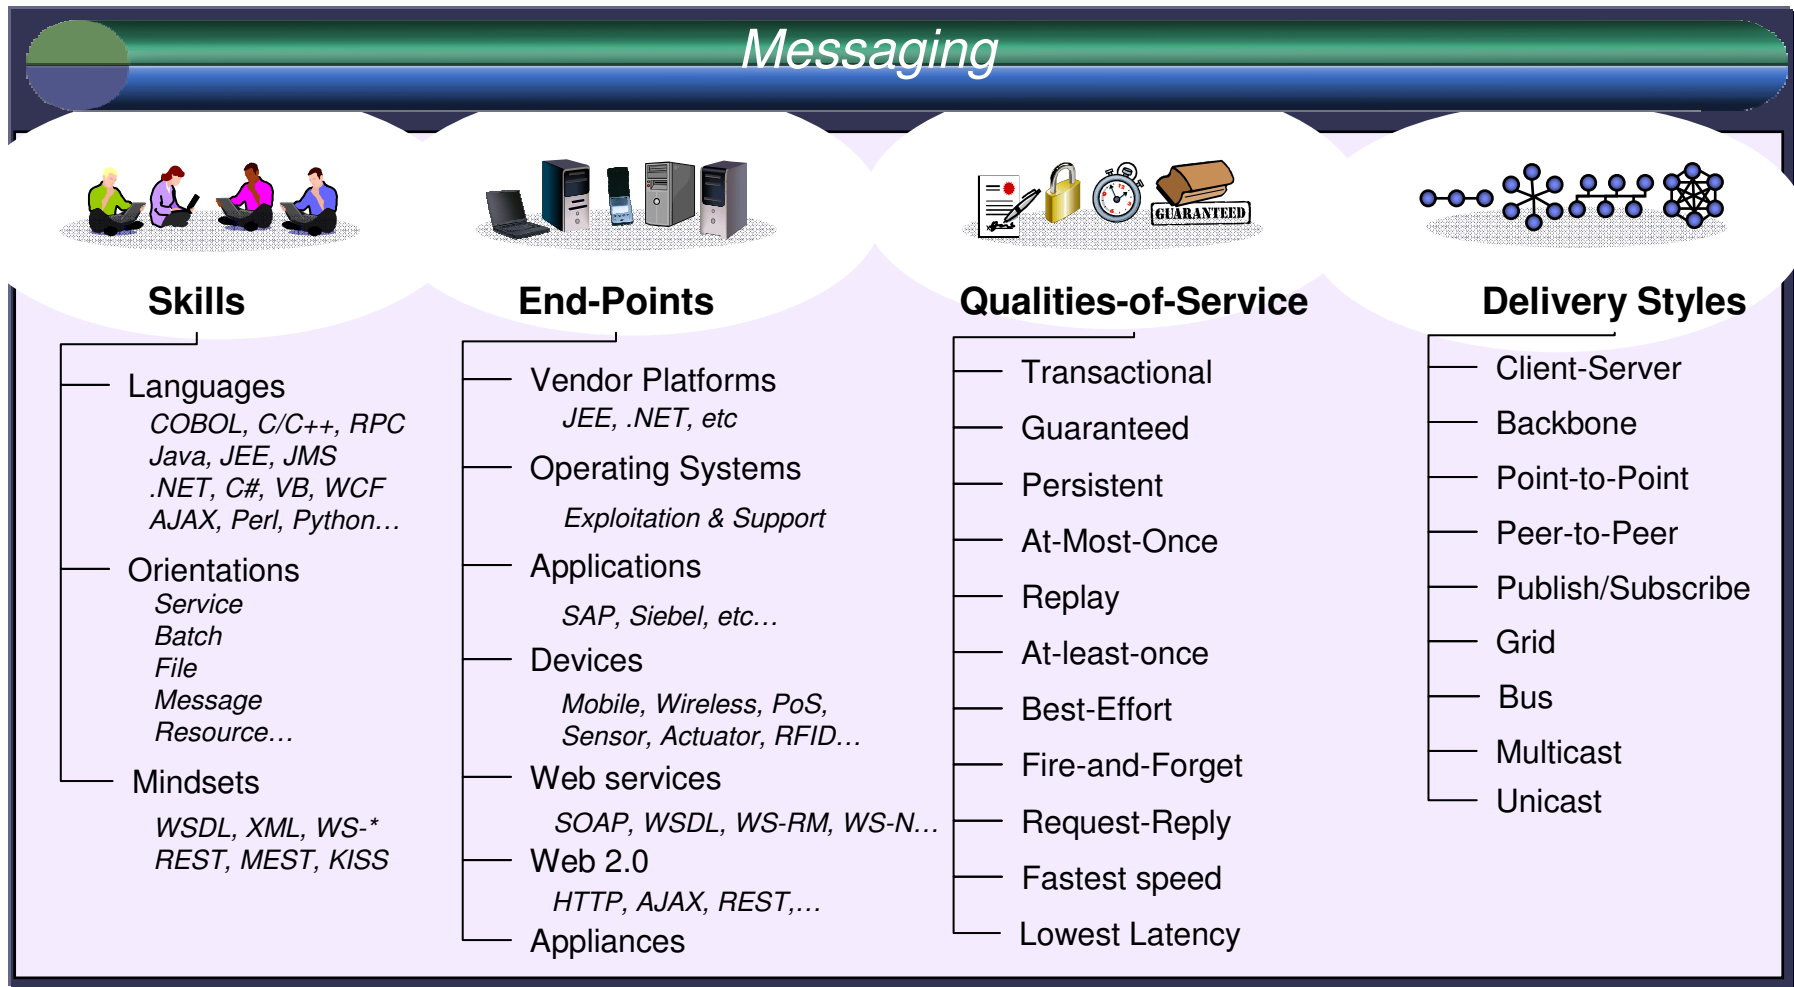 Messaging
GUARANTEED
Skills
Languages
COBOL, C/C++, RPC
Java, JEE, JMS
.NET, C#, VB, WCF
AJAX, Perl, Python…
Orientations
Service
Batch
File
Message
Resource…
Mindsets
WSDL, XML, WS-*
REST, MEST, KISS
End-Points
Vendor Platforms
JEE, .NET, etc
Operating Systems
Exploitation & Support
Applications
SAP, Siebel, etc…
Devices
Mobile, Wireless, PoS,
Sensor, Actuator, RFID…
Web services
SOAP, WSDL, WS-RM, WS-N…
Web 2.0
HTTP, AJAX, REST,…
Appliances
Qualities-of-Service
Transactional
Guaranteed
Persistent
At-Most-Once
Replay
At-least-once
Best-Effort
Fire-and-Forget
Request-Reply
Fastest speed
Lowest Latency
Delivery Styles
Client-Server
Backbone
Point-to-Point
Peer-to-Peer
Publish/Subscribe
Grid
Bus
Multicast
Unicast